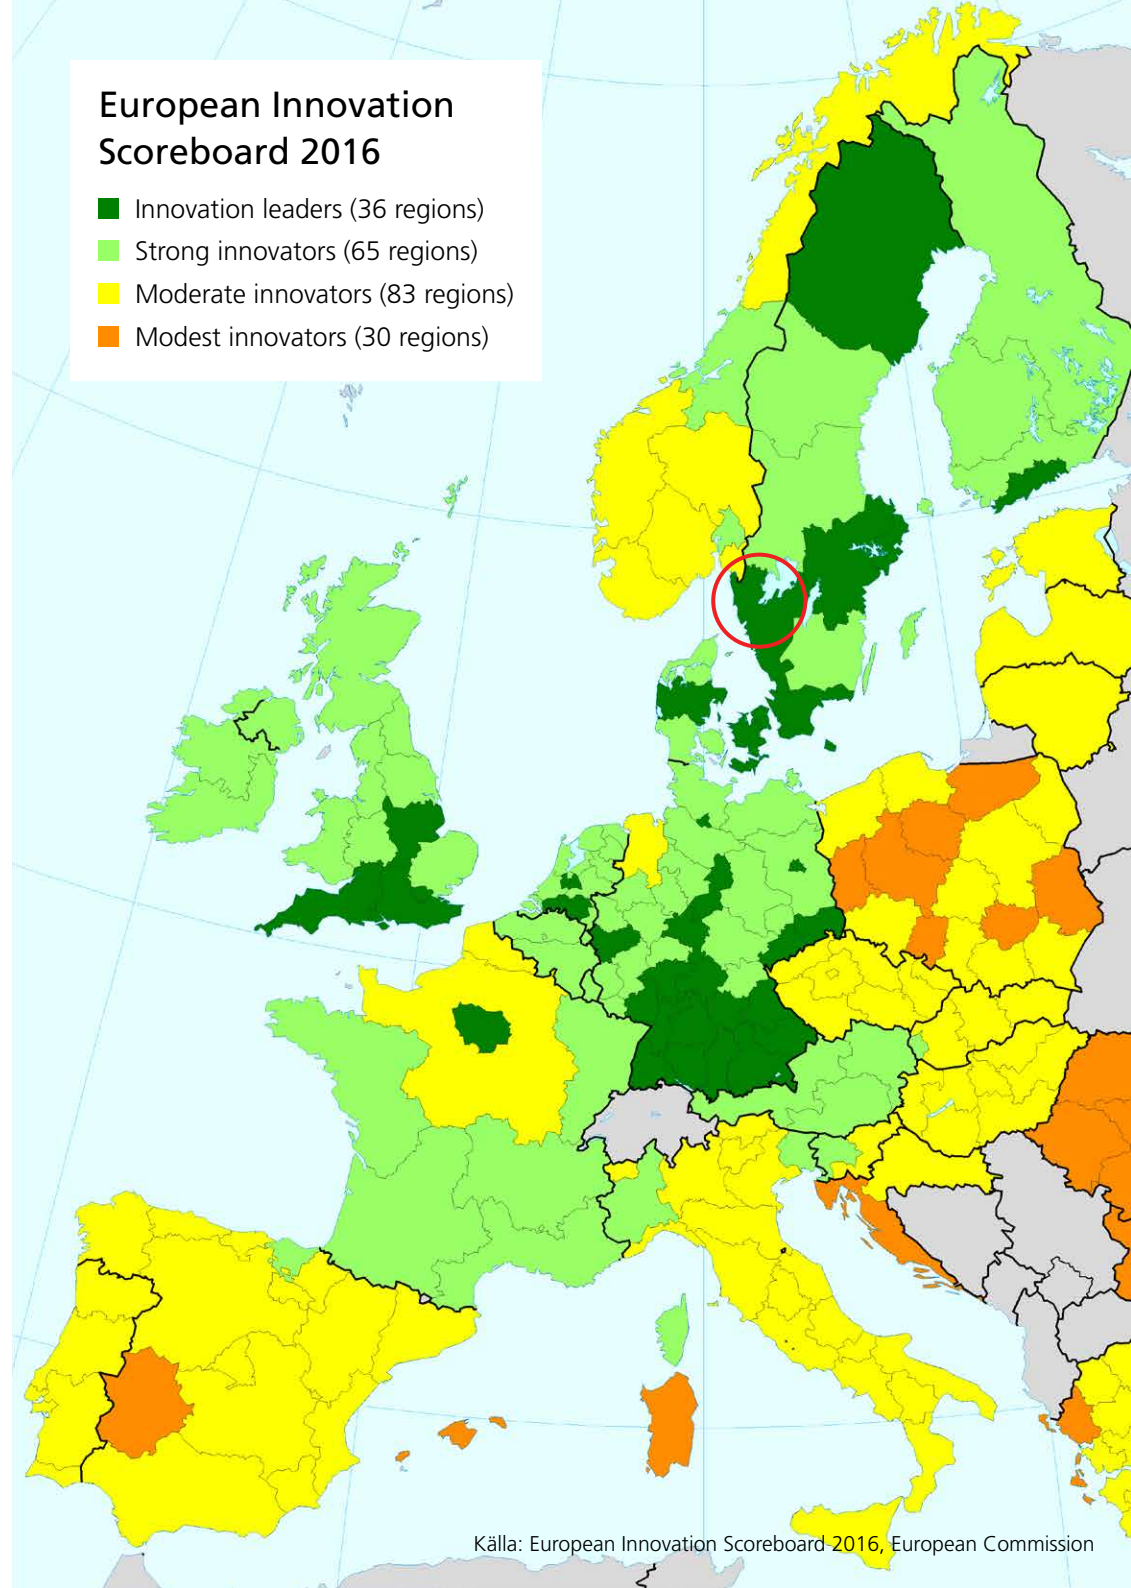 European Innovation
Scoreboard 2016
Innovation leaders (36 regions)
Strong innovators (65 regions)
Moderate innovators (83 regions)
Modest innovators (30 regions)
Källa: European Innovation Scoreboard 2016, European Commission